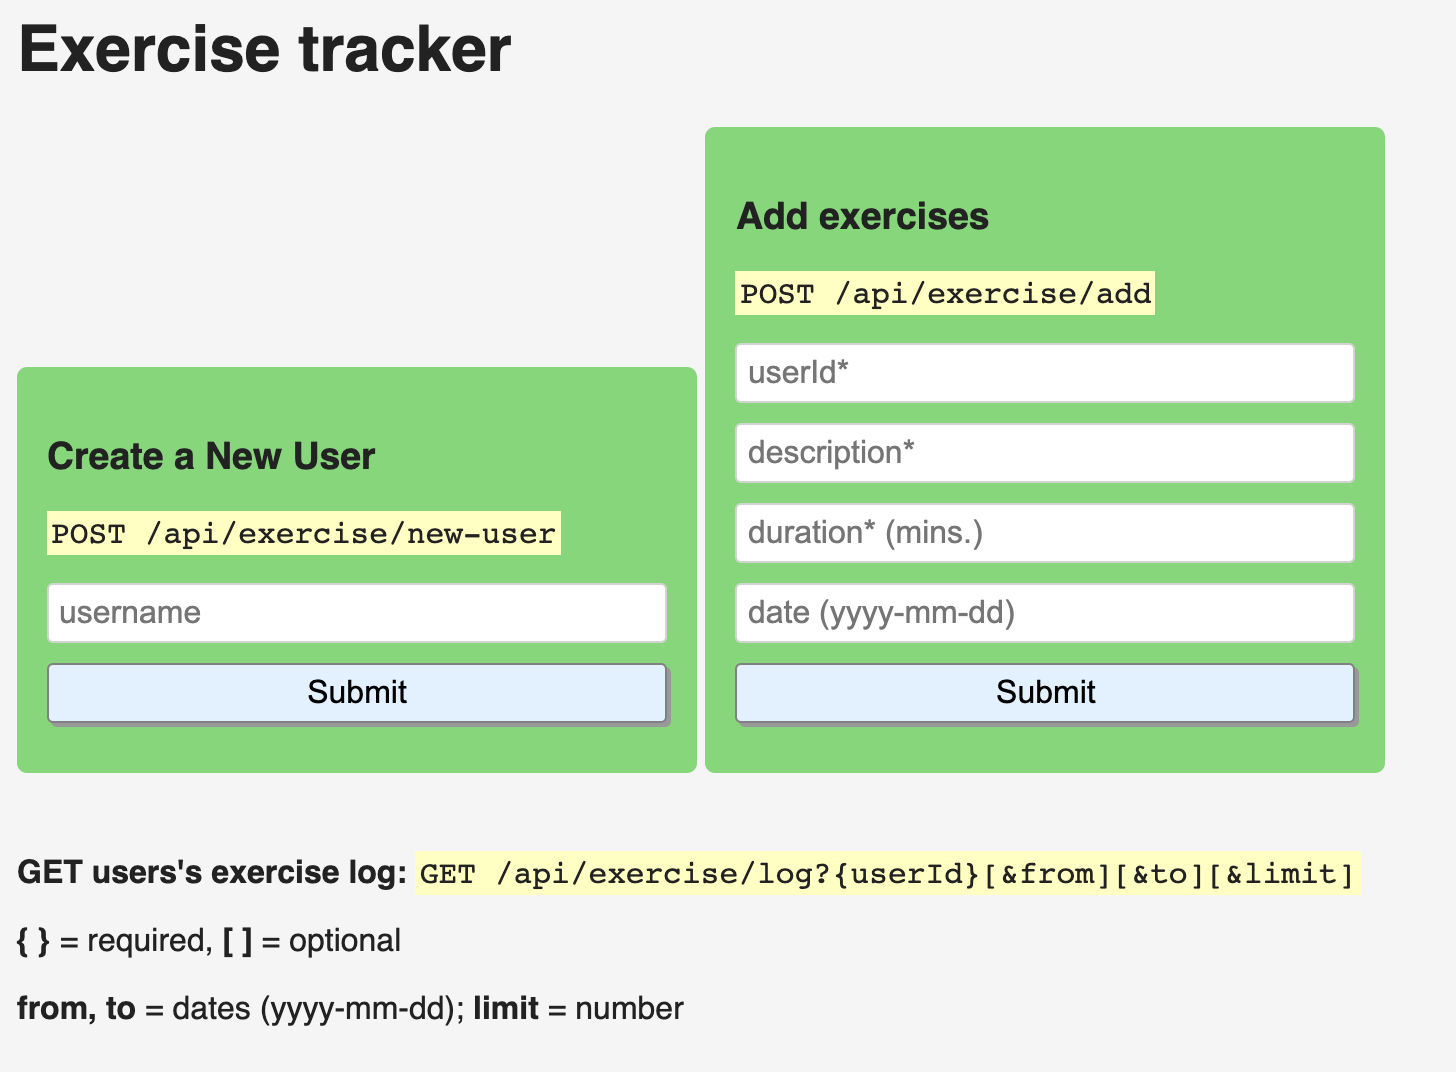 Exercise tracker
Create a New User
POST /api/exercise/new-user
username
Submit
Add exercises
POST /api/exercise/add
userId*
description*
duration* (mins.)
date (yyyy-mm-dd)
Submit
GET users's exercise log: GET /api/exercise/log?{userId}[&from][&to][&limit]
{ } = required, [ ] = optional
from, to = dates (yyyy-mm-dd); limit = number